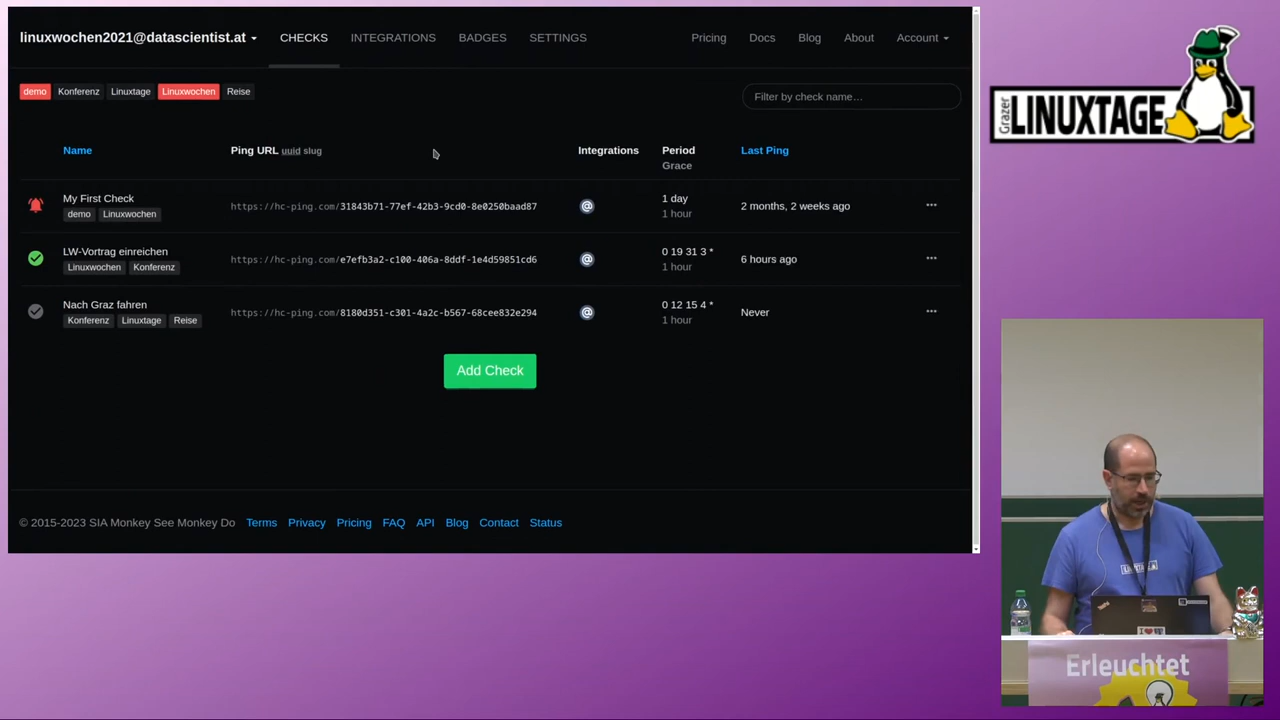 linuxwochen2021@datascientist.at
CHECKS
INTEGRATIONS
BADGES
SETTINGS
Pricing
Docs
Blog
About
Account
demo
Konferenz
Linuxtage
Linuxwochen
Reise
Filter by check name…
Name
Ping URL uuid slug
Integrations
Period
Grace
Last Ping
My First Check
demo
Linuxwochen
https://hc-ping.com/31843b71-77ef-42b3-9cd0-8e0250baad87
@
1 day
1 hour
2 months, 2 weeks ago
LW-Vortrag einreichen
Linuxwochen
Konferenz
https://hc-ping.com/e7efb3a2-c100-406a-8ddf-1e4d59851cd6
@
0 19 31 3 *
1 hour
6 hours ago
Nach Graz fahren
Konferenz
Linuxtage
Reise
https://hc-ping.com/8180d351-c301-4a2c-b567-68cee832e294
@
0 12 15 4 *
1 hour
Never
Add Check
© 2015-2023 SIA Monkey See Monkey Do
Terms
Privacy
Pricing
FAQ
API
Blog
Contact
Status
Grazer
LINUXTAGE
LINUXTAGE
Erleuchtet